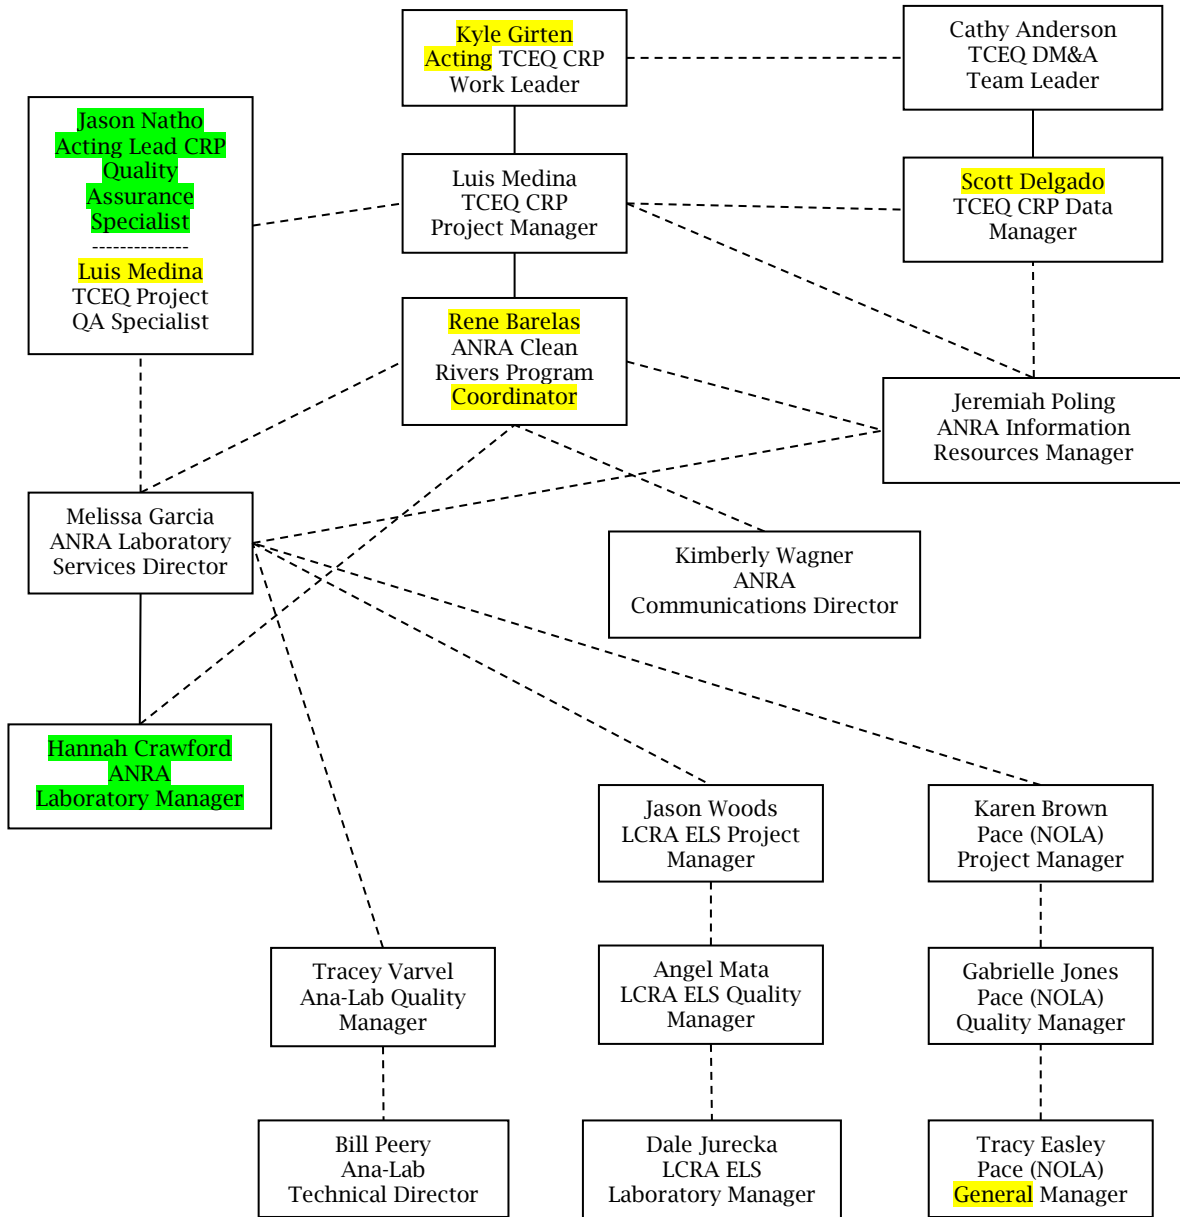 Kyle Girten
Acting TCEQ CRP
Work Leader
Cathy Anderson
TCEQ DM&A
Team Leader
Jason Natho
Acting Lead CRP
Quality
Assurance
Specialist
--------------
Luis Medina
TCEQ Project
QA Specialist
Luis Medina
TCEQ CRP
Project Manager
Scott Delgado
TCEQ CRP Data
Manager
Rene Barelas
ANRA Clean
Rivers Program
Coordinator
Jeremiah Poling
ANRA Information
Resources Manager
Melissa Garcia
ANRA Laboratory
Services Director
Kimberly Wagner
ANRA
Communications Director
Hannah Crawford
ANRA
Laboratory Manager
Jason Woods
LCRA ELS Project
Manager
Karen Brown
Pace (NOLA)
Project Manager
Tracey Varvel
Ana-Lab Quality
Manager
Angel Mata
LCRA ELS Quality
Manager
Gabrielle Jones
Pace (NOLA)
Quality Manager
Bill Peery
Ana-Lab
Technical Director
Dale Jurecka
LCRA ELS
Laboratory Manager
Tracy Easley
Pace (NOLA)
General Manager